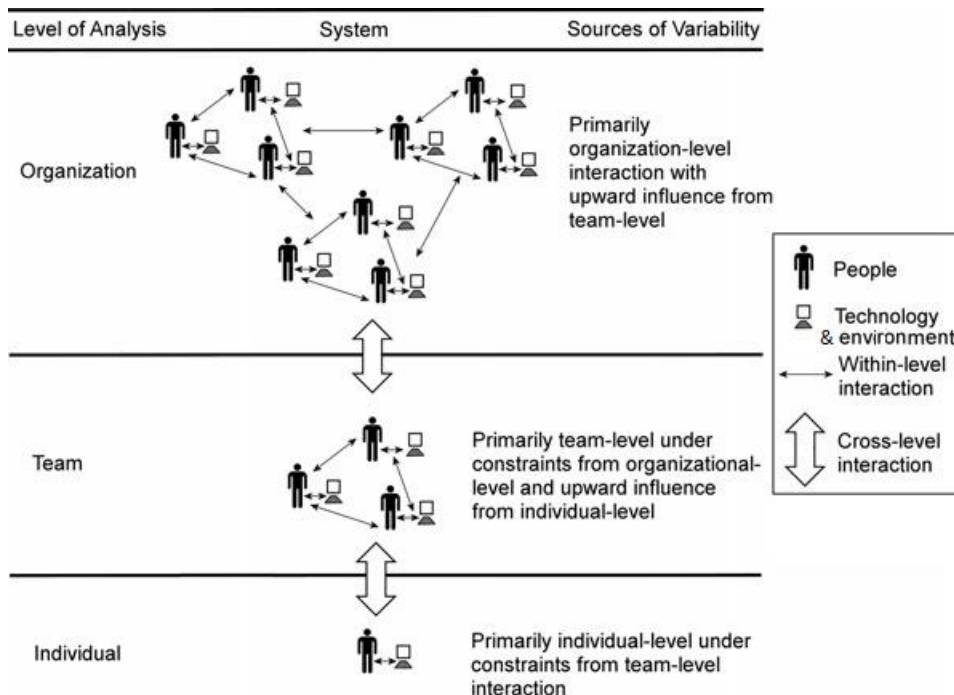 Level of Analysis
System
Sources of Variability
Organization
Primarily
organization-level
interaction with
upward influence from
team-level
People
Technology
& environment
Within-level
interaction
Cross-level
interaction
Team
Primarily team-level under
constraints from organizational-
level and upward influence
from individual-level
Individual
Primarily individual-level under
constraints from team-level
interaction